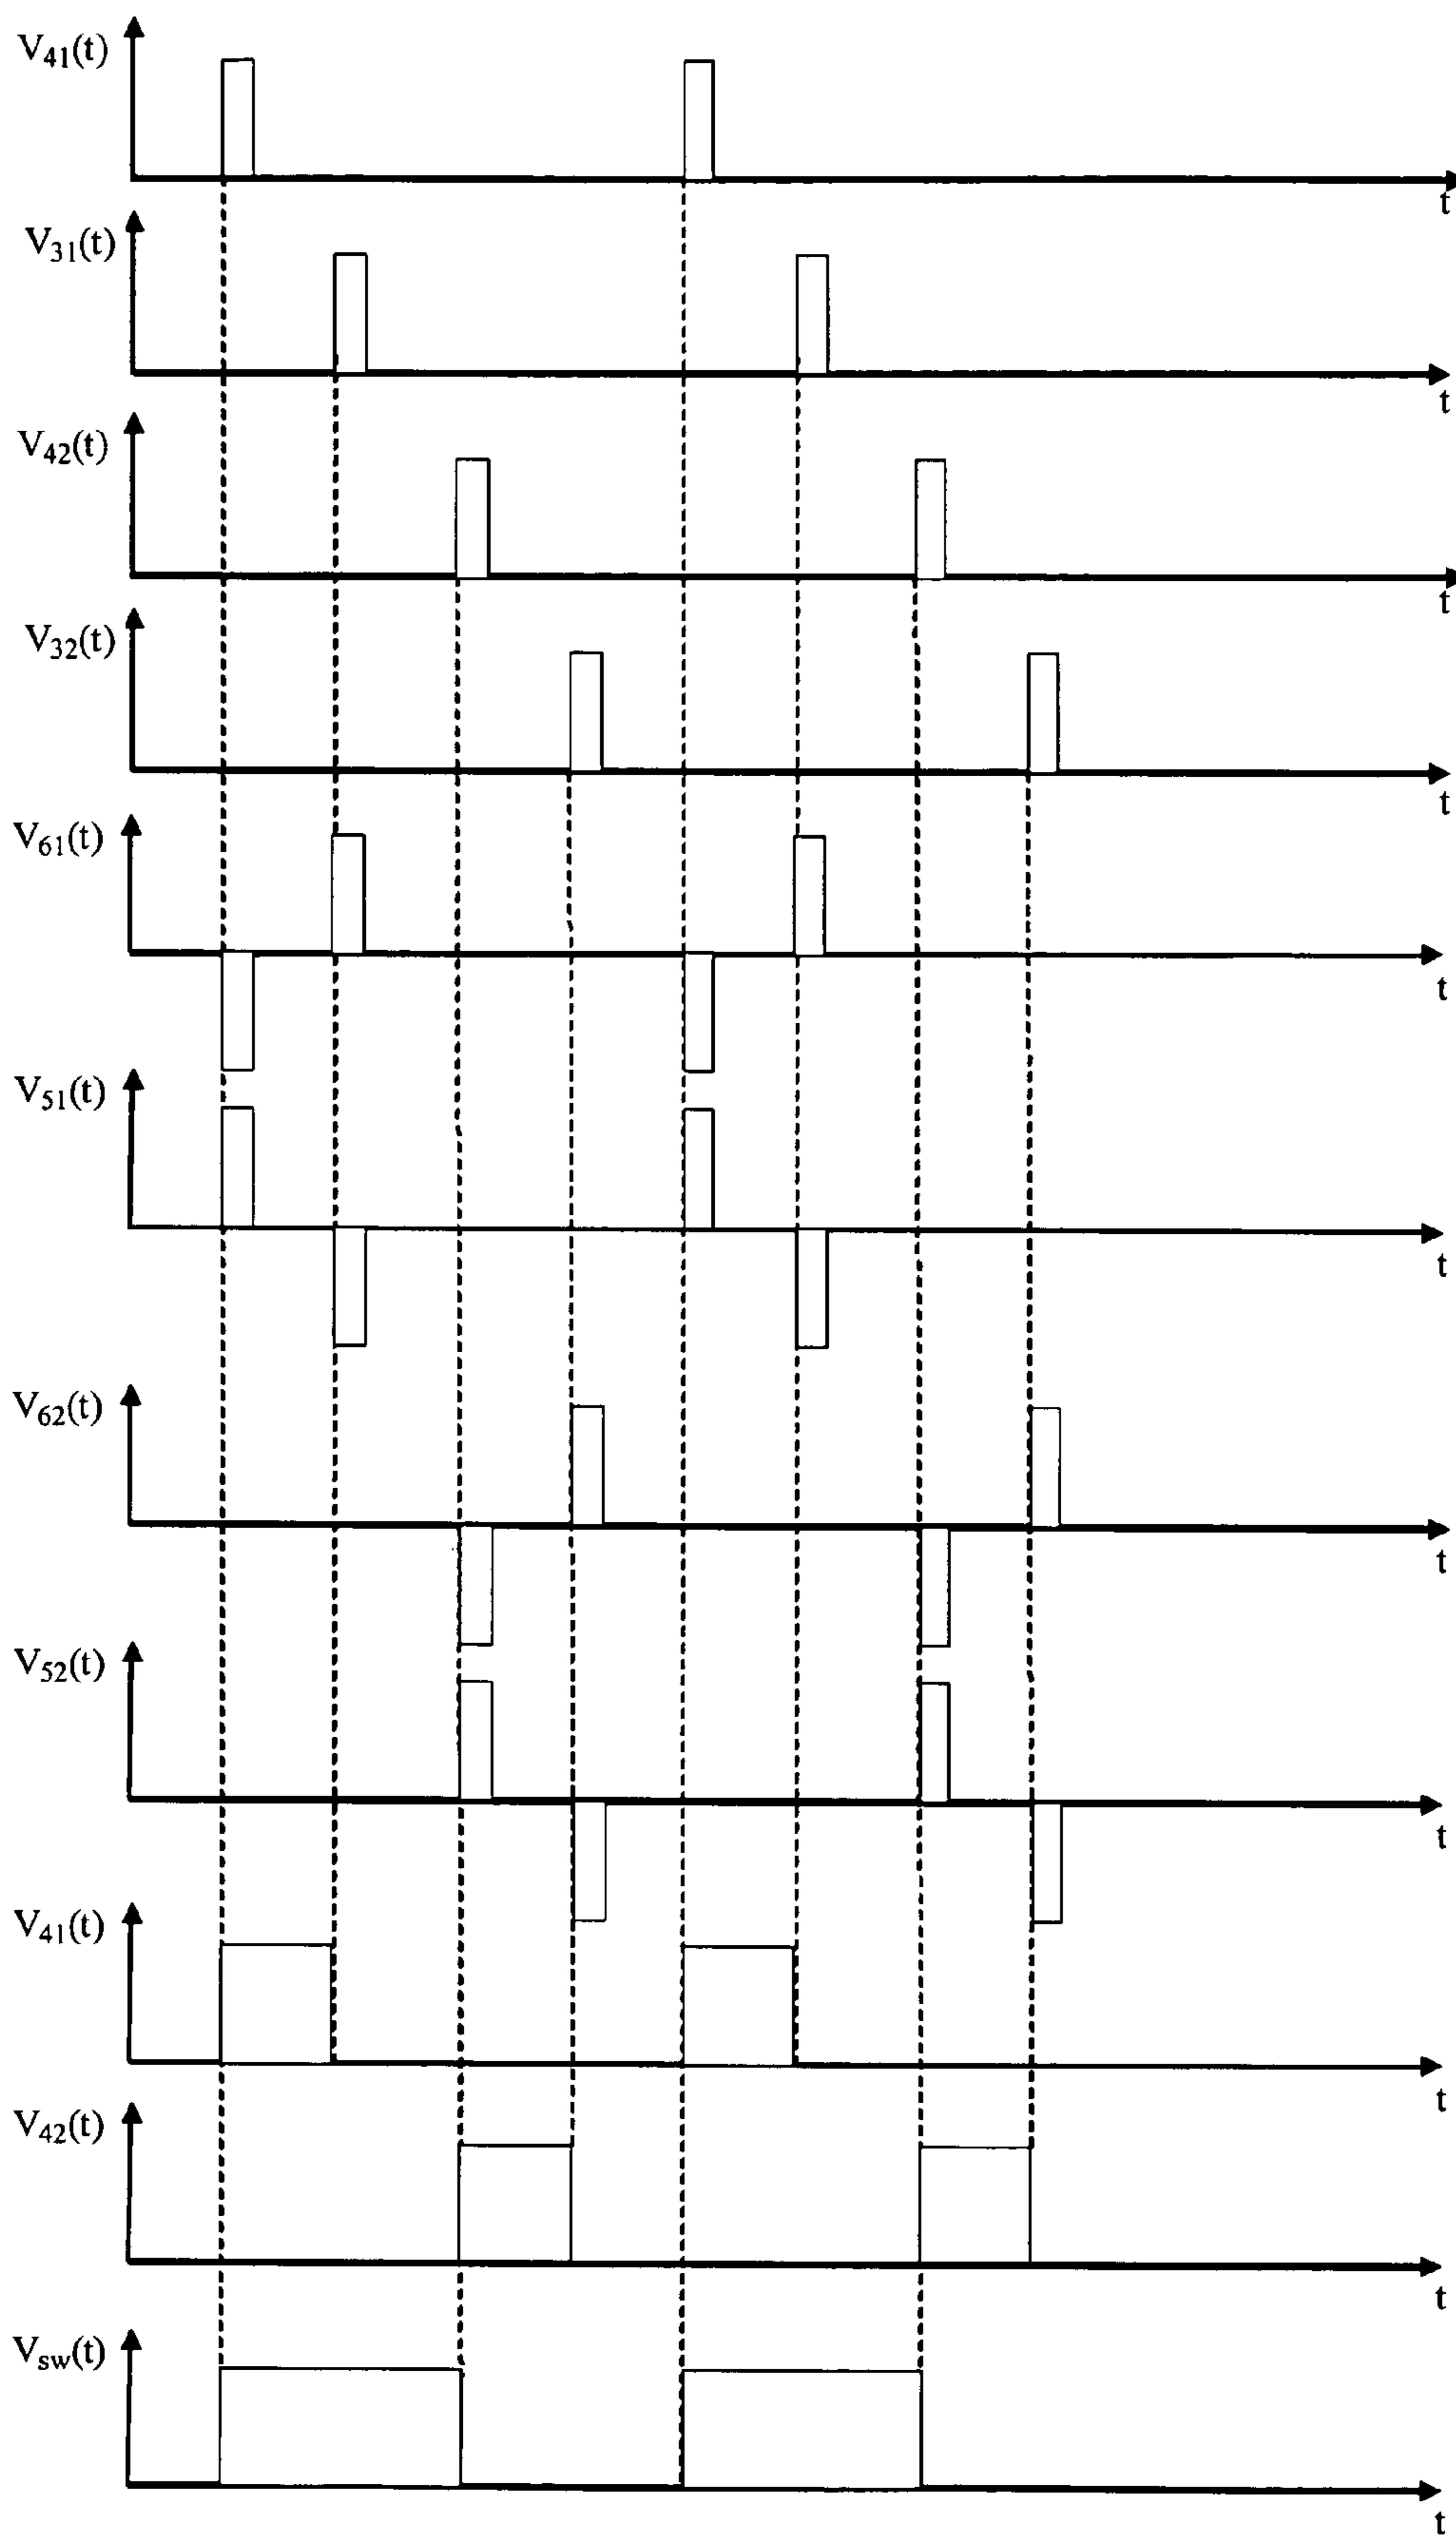 V41(t)
t
V31(t)
t
V42(t)
t
V32(t)
t
V61(t)
t
V51(t)
t
V62(t)
t
V52(t)
t
V41(t)
t
V42(t)
t
Vsw(t)
t